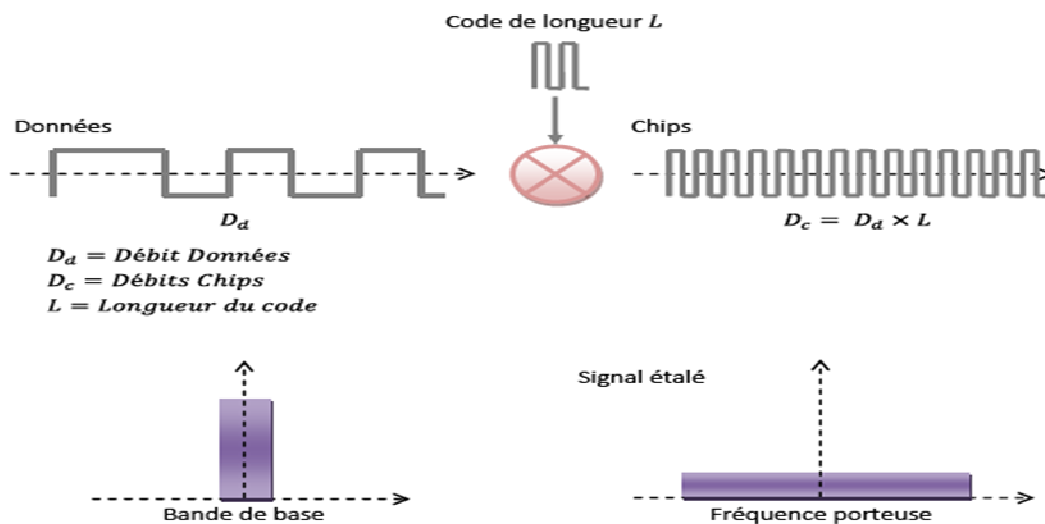 Code de longueur L
Données
Chips
D_d
D_c = D_d × L
D_d = Débit Données
D_c = Débits Chips
L = Longueur du code
Signal étalé
Bande de base
Fréquence porteuse